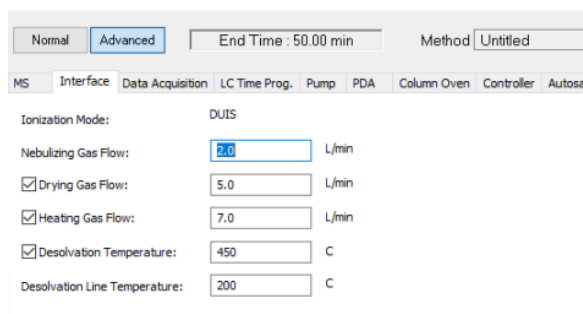 Normal Advanced End Time : 50.00 min Method Untitled
MS Interface Data Acquisition LC Time Prog. Pump PDA Column Oven Controller Autosa
Ionization Mode: DUIS
Nebulizing Gas Flow: 2.0 L/min
Drying Gas Flow: 5.0 L/min
Heating Gas Flow: 7.0 L/min
Desolvation Temperature: 450 C
Desolvation Line Temperature: 200 C